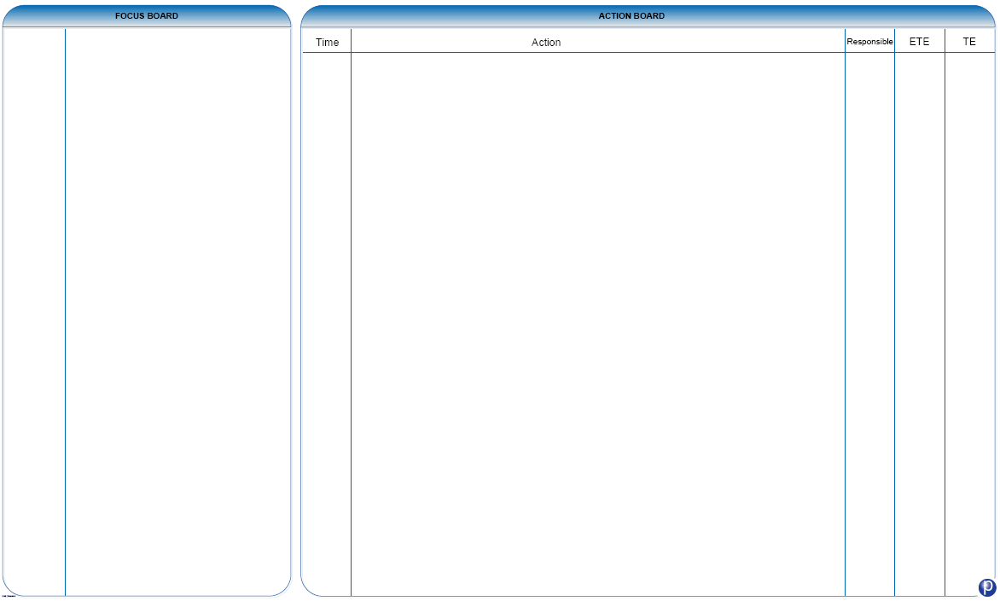 FOCUS BOARD
ACTION BOARD
Time Action Responsible ETE TE
p